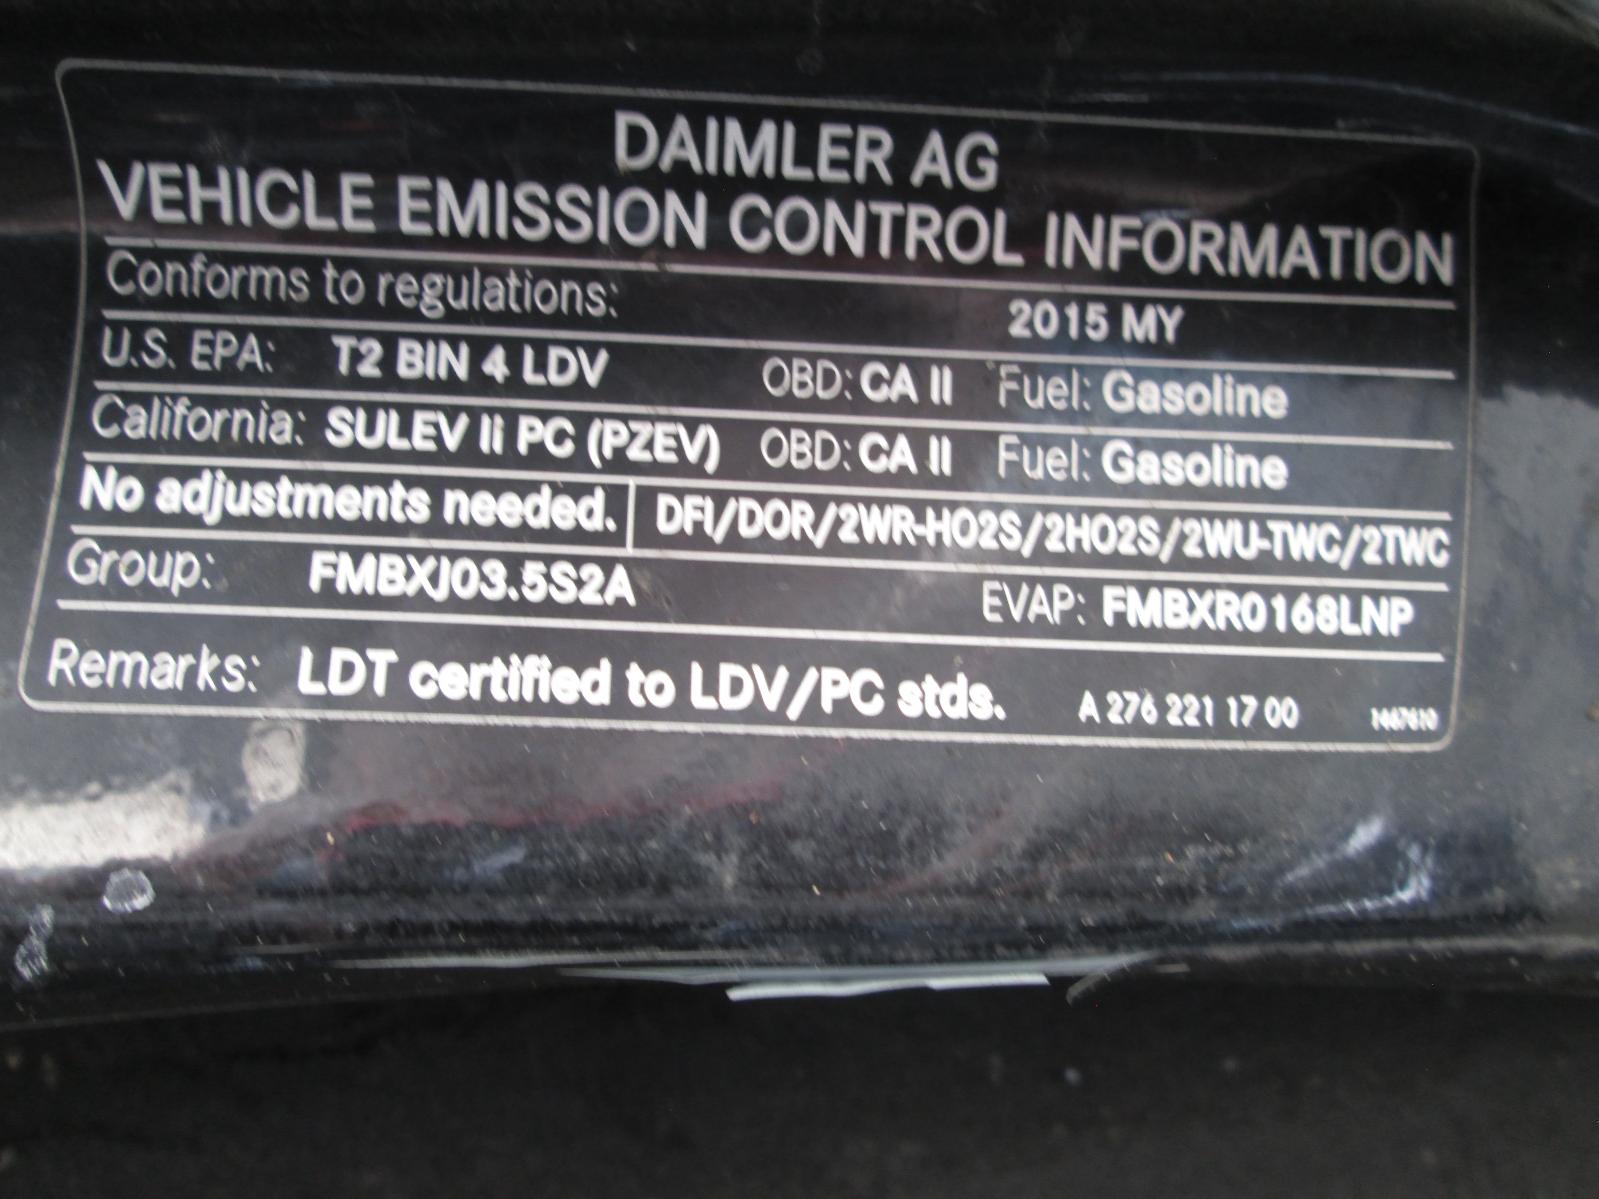 DAIMLER AG
VEHICLE EMISSION CONTROL INFORMATION
Conforms to regulations: 2015 MY
U.S. EPA: T2 BIN 4 LDV OBD: CA II Fuel: Gasoline
California: SULEV II PC (PZEV) OBD: CA II Fuel: Gasoline
No adjustments needed. DFI/DOR/2WR-HO2S/2HO2S/2WU-TWC/2TWC
Group: FMBXJ03.5S2A EVAP: FMBXR0168LNP
Remarks: LDT certified to LDV/PC stds. A 276 221 17 00 1467610